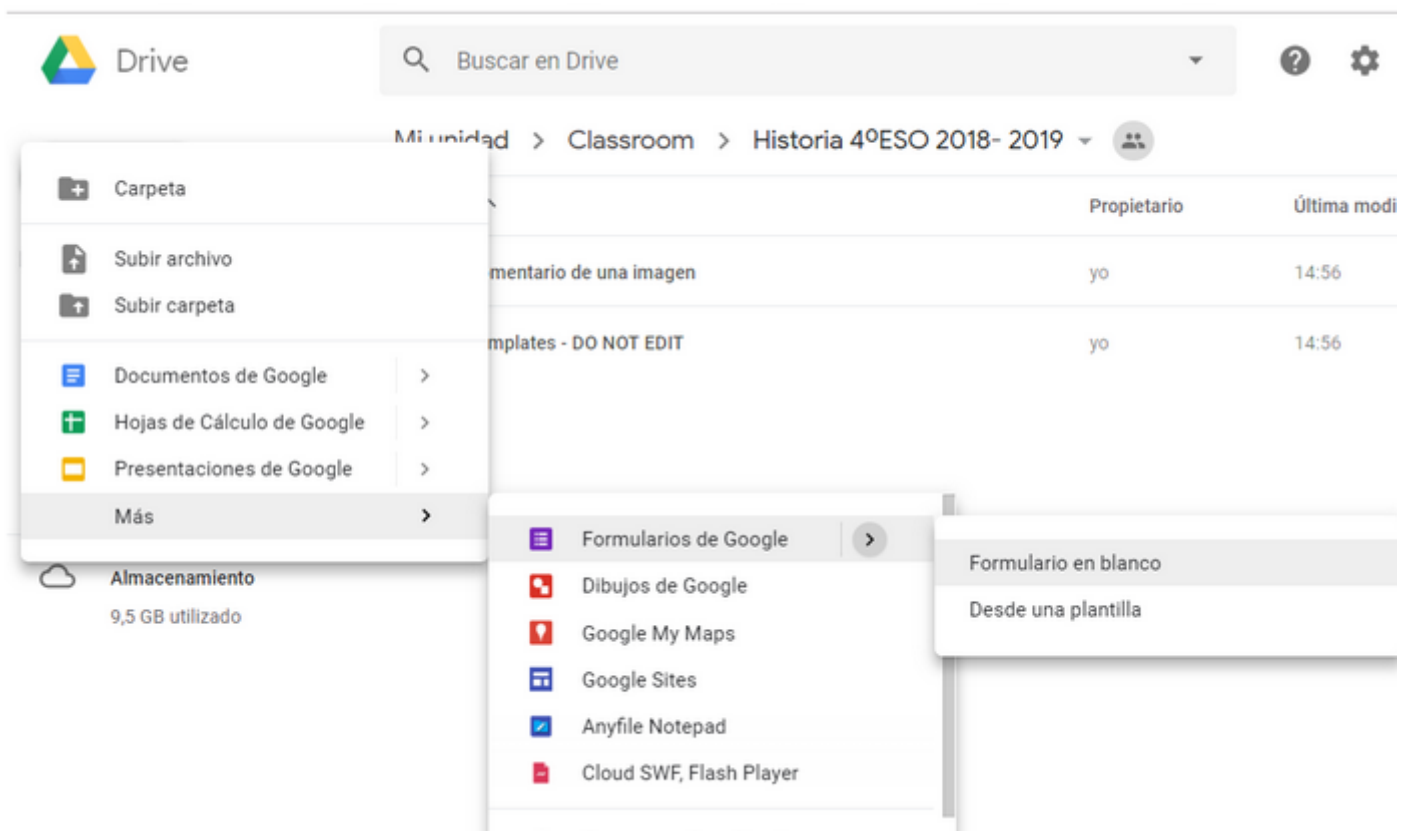 Drive
Buscar en Drive
Mi unidad > Classroom > Historia 4ºESO 2018- 2019
Propietario
Última modi
mentario de una imagen
yo
14:56
mplates - DO NOT EDIT
yo
14:56
Carpeta
Subir archivo
Subir carpeta
Documentos de Google
Hojas de Cálculo de Google
Presentaciones de Google
Más
Almacenamiento
9,5 GB utilizado
Formularios de Google
Dibujos de Google
Google My Maps
Google Sites
Anyfile Notepad
Cloud SWF, Flash Player
Formulario en blanco
Desde una plantilla